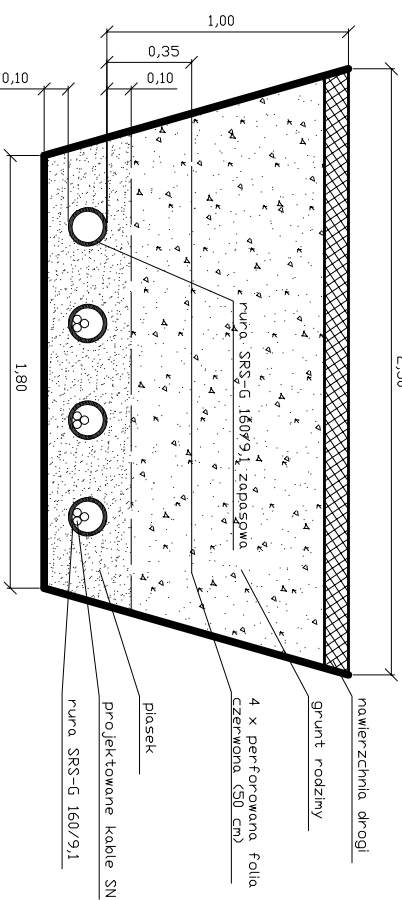 1,00
0,35
0,10
0,10
1,80
rura SRS-G 160/9,1 zapasowa
nawierzchnia drogi
grunt rodzimy
4 x perforowana folia
czerwona (50 cm)
piasek
projektowane kable SN
rura SRS-G 160/9,1